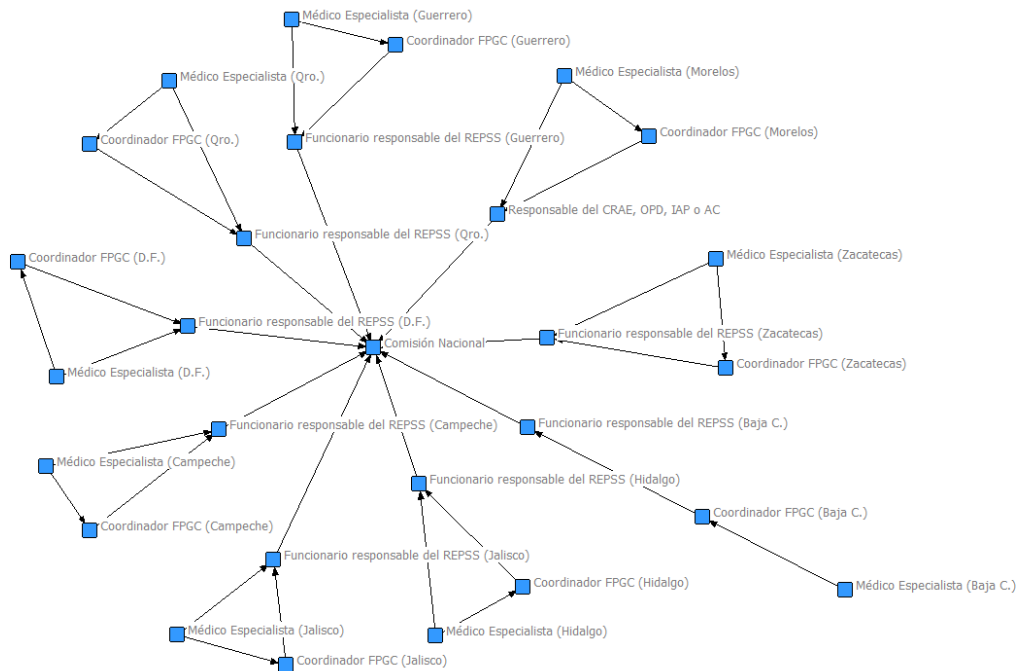 Médico Especialista (Guerrero)
Coordinador FPGC (Guerrero)
Médico Especialista (Qro.)
Médico Especialista (Morelos)
Coordinador FPGC (Morelos)
Coordinador FPGC (Qro.)
Funcionario responsable del REPSS (Guerrero)
Responsable del CRAE, OPD, IAP o AC
Funcionario responsable del REPSS (Qro.)
Médico Especialista (Zacatecas)
Coordinador FPGC (D.F.)
Funcionario responsable del REPSS (D.F.)
Funcionario responsable del REPSS (Zacatecas)
Comisión Nacional
Coordinador FPGC (Zacatecas)
Médico Especialista (D.F.)
Funcionario responsable del REPSS (Campeche)
Funcionario responsable del REPSS (Baja C.)
Médico Especialista (Campeche)
Funcionario responsable del REPSS (Hidalgo)
Coordinador FPGC (Baja C.)
Coordinador FPGC (Campeche)
Funcionario responsable del REPSS (Jalisco)
Coordinador FPGC (Hidalgo)
Médico Especialista (Baja C.)
Médico Especialista (Jalisco)
Médico Especialista (Hidalgo)
Coordinador FPGC (Jalisco)